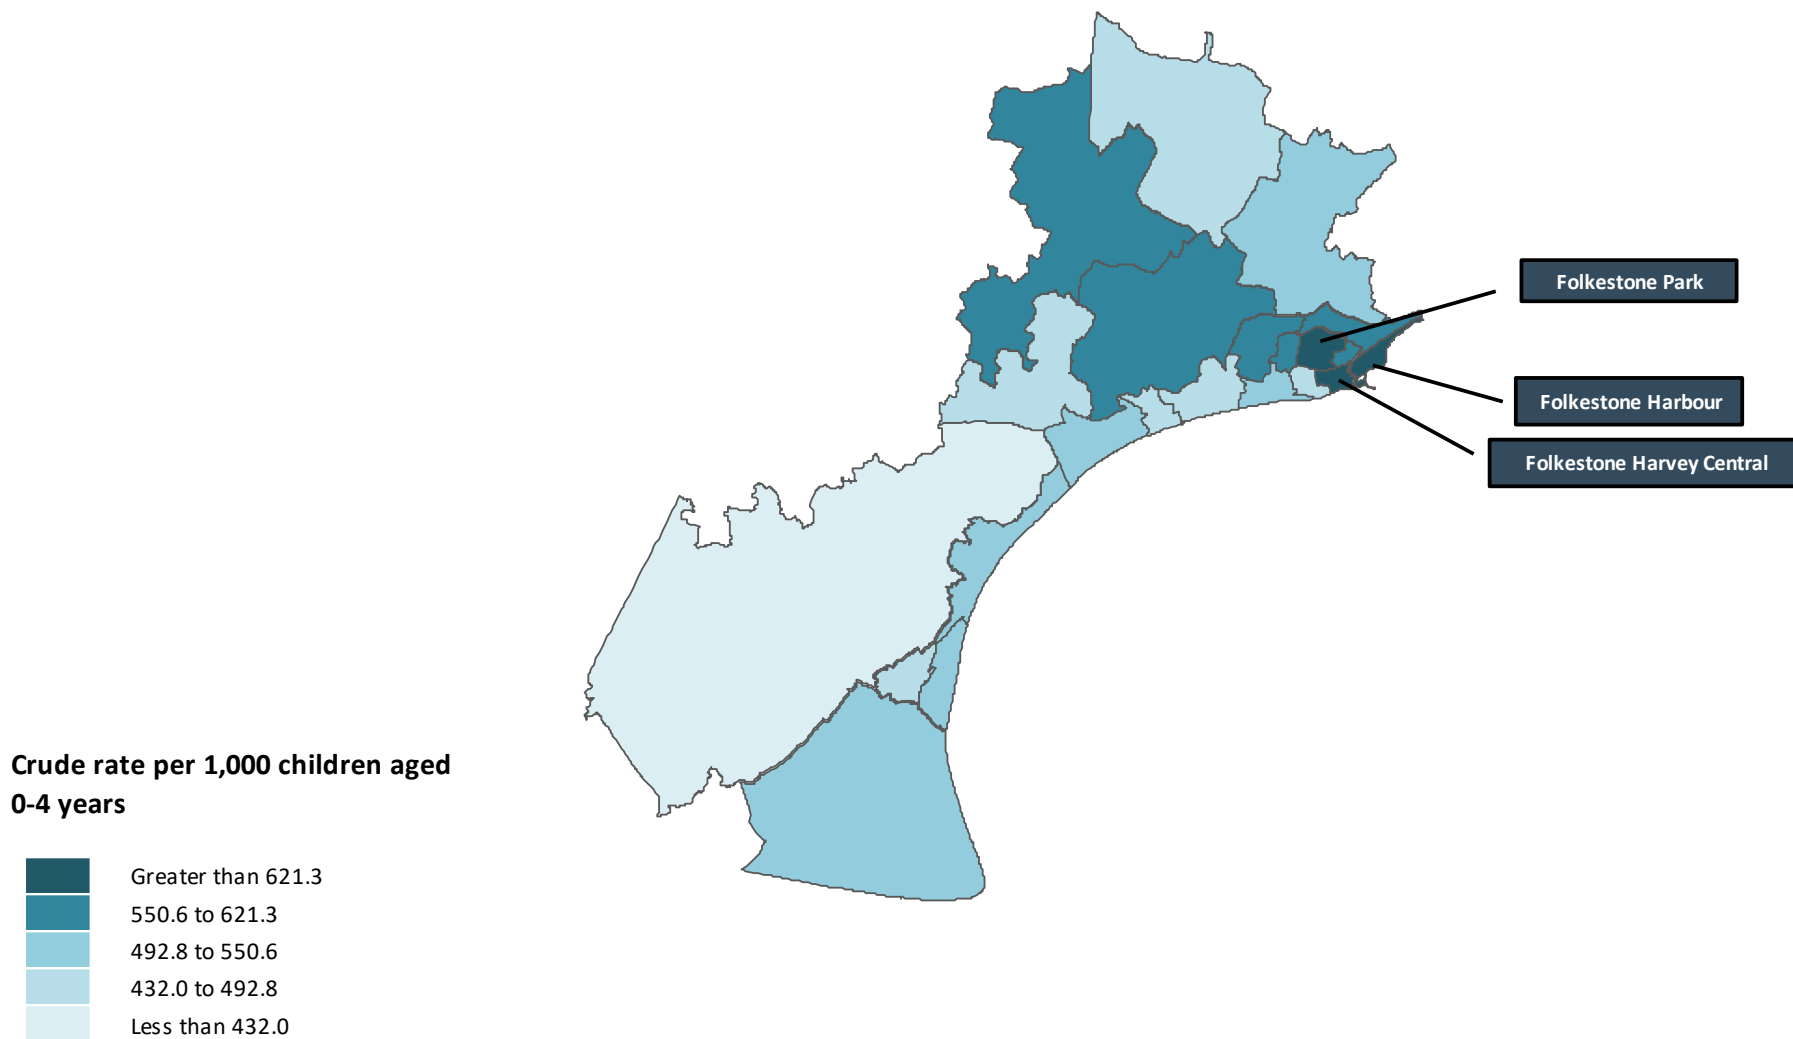 Folkestone Park
Folkestone Harbour
Folkestone Harvey Central
Crude rate per 1,000 children aged
0-4 years
Greater than 621.3
550.6 to 621.3
492.8 to 550.6
432.0 to 492.8
Less than 432.0